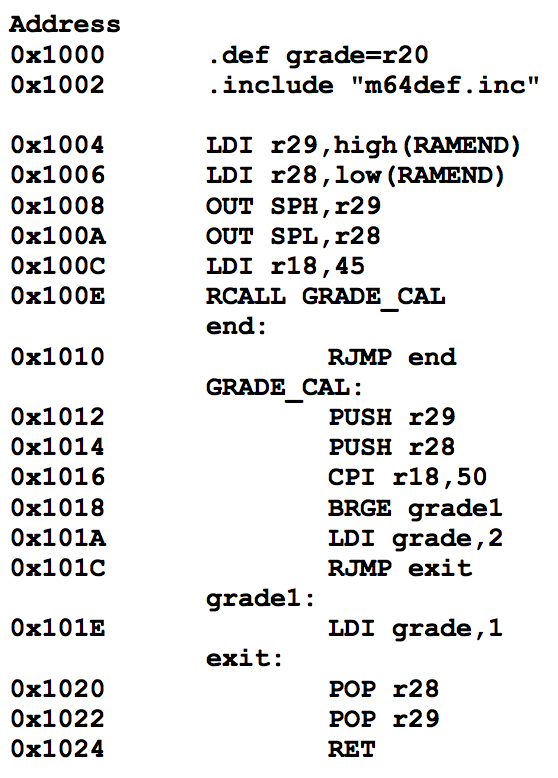 Address
0x1000 .def grade=r20
0x1002 .include "m64def.inc"
0x1004 LDI r29,high(RAMEND)
0x1006 LDI r28,low(RAMEND)
0x1008 OUT SPH,r29
0x100A OUT SPL,r28
0x100C LDI r18,45
0x100E RCALL GRADE_CAL
end:
0x1010 RJMP end
GRADE_CAL:
0x1012 PUSH r29
0x1014 PUSH r28
0x1016 CPI r18,50
0x1018 BRGE grade1
0x101A LDI grade,2
0x101C RJMP exit
grade1:
0x101E LDI grade,1
exit:
0x1020 POP r28
0x1022 POP r29
0x1024 RET